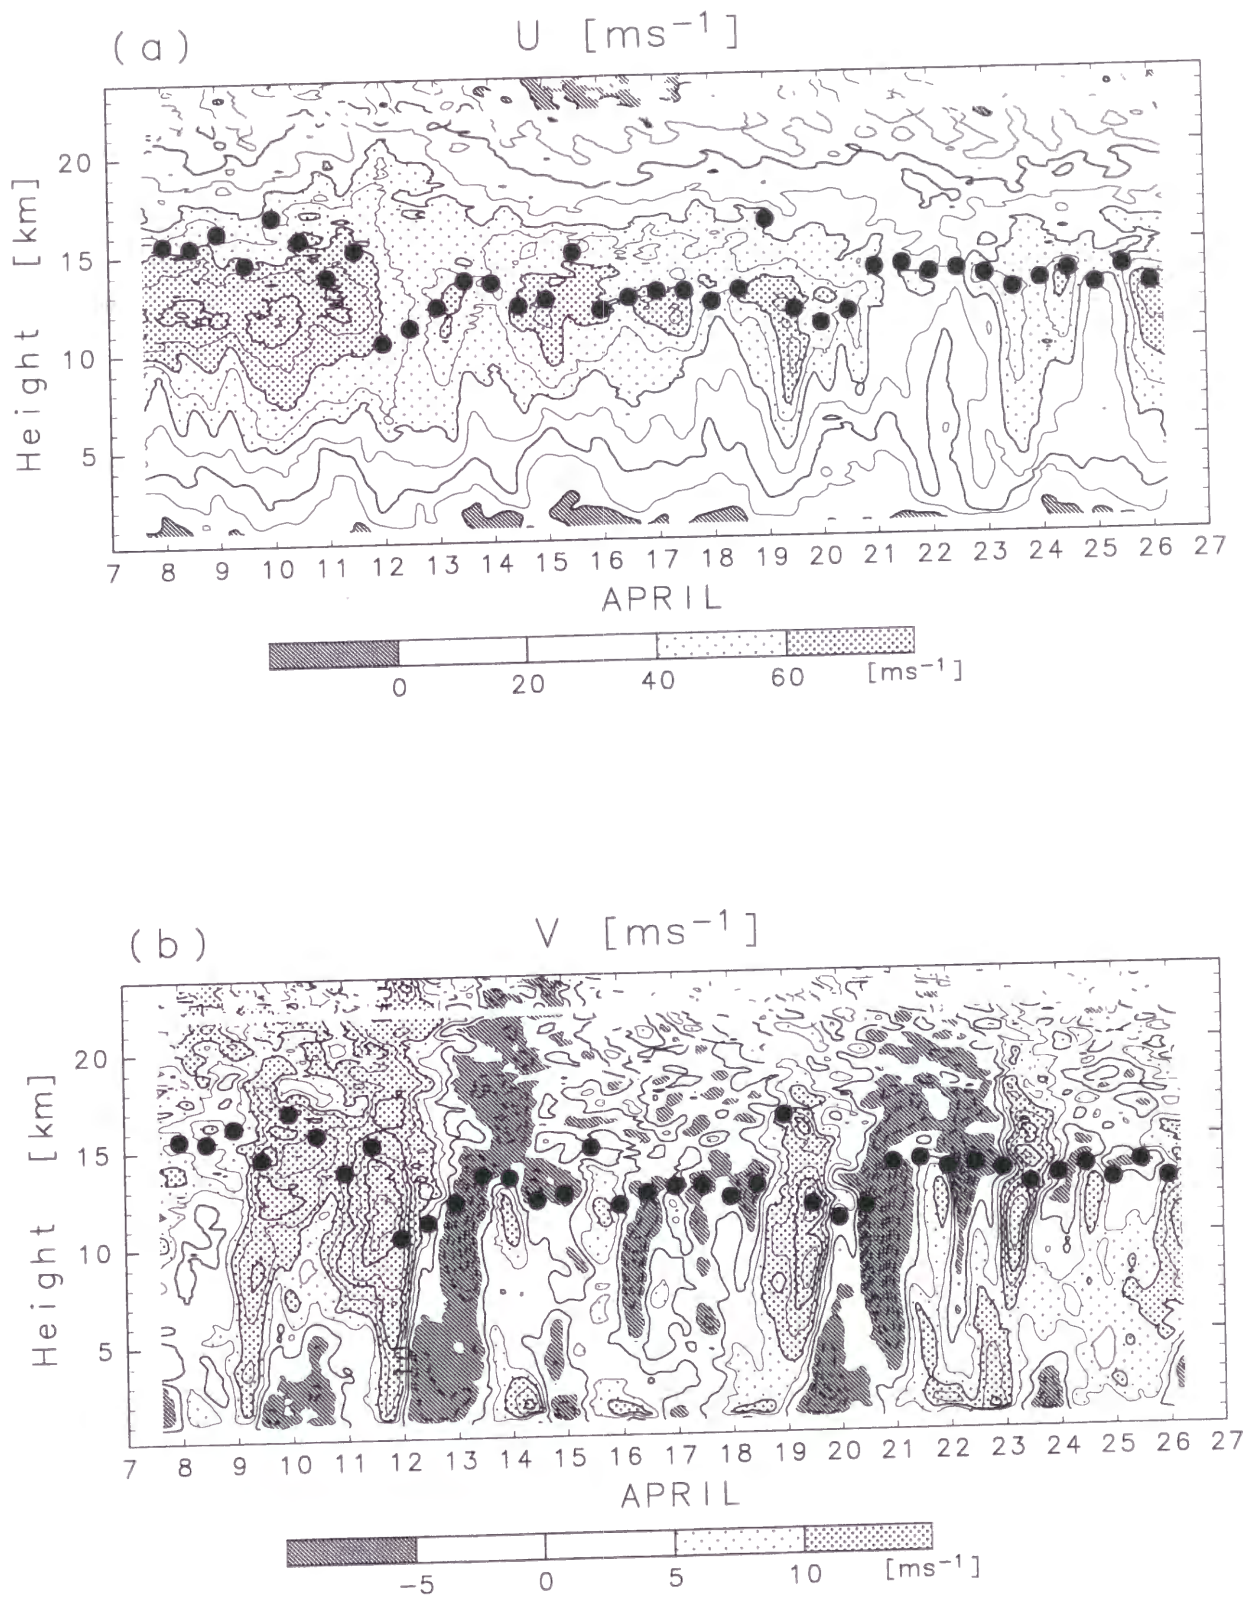 (a)
U [ms⁻¹]
Height [km]
20
15
10
5
7 8 9 10 11 12 13 14 15 16 17 18 19 20 21 22 23 24 25 26 27
APRIL
0 20 40 60 [ms⁻¹]
(b)
V [ms⁻¹]
Height [km]
20
15
10
5
7 8 9 10 11 12 13 14 15 16 17 18 19 20 21 22 23 24 25 26 27
APRIL
-5 0 5 10 [ms⁻¹]